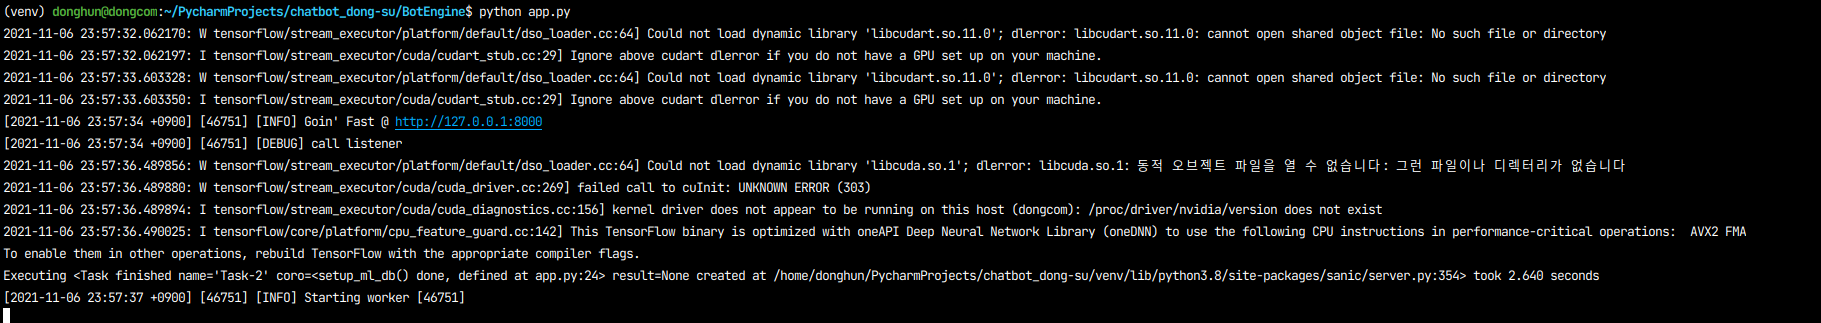 (venv) donghun@dongcom:~/PycharmProjects/chatbot_dong-su/BotEngine$ python app.py
2021-11-06 23:57:32.062170: W tensorflow/stream_executor/platform/default/dso_loader.cc:64] Could not load dynamic library 'libcudart.so.11.0'; dlerror: libcudart.so.11.0: cannot open shared object file: No such file or directory
2021-11-06 23:57:32.062197: I tensorflow/stream_executor/cuda/cudart_stub.cc:29] Ignore above cudart dlerror if you do not have a GPU set up on your machine.
2021-11-06 23:57:33.603328: W tensorflow/stream_executor/platform/default/dso_loader.cc:64] Could not load dynamic library 'libcudart.so.11.0'; dlerror: libcudart.so.11.0: cannot open shared object file: No such file or directory
2021-11-06 23:57:33.603350: I tensorflow/stream_executor/cuda/cudart_stub.cc:29] Ignore above cudart dlerror if you do not have a GPU set up on your machine.
[2021-11-06 23:57:34 +0900] [46751] [INFO] Goin' Fast @ http://127.0.0.1:8000
[2021-11-06 23:57:34 +0900] [46751] [DEBUG] call listener
2021-11-06 23:57:36.489856: W tensorflow/stream_executor/platform/default/dso_loader.cc:64] Could not load dynamic library 'libcuda.so.1'; dlerror: libcuda.so.1: 동적 오브젝트 파일을 열 수 없습니다: 그런 파일이나 디렉터리가 없습니다
2021-11-06 23:57:36.489880: W tensorflow/stream_executor/cuda/cuda_driver.cc:269] failed call to cuInit: UNKNOWN ERROR (303)
2021-11-06 23:57:36.489894: I tensorflow/stream_executor/cuda/cuda_diagnostics.cc:156] kernel driver does not appear to be running on this host (dongcom): /proc/driver/nvidia/version does not exist
2021-11-06 23:57:36.490025: I tensorflow/core/platform/cpu_feature_guard.cc:142] This TensorFlow binary is optimized with oneAPI Deep Neural Network Library (oneDNN) to use the following CPU instructions in performance-critical operations:  AVX2 FMA
To enable them in other operations, rebuild TensorFlow with the appropriate compiler flags.
Executing <Task finished name='Task-2' coro=<setup_ml_db() done, defined at app.py:24> result=None created at /home/donghun/PycharmProjects/chatbot_dong-su/venv/lib/python3.8/site-packages/sanic/server.py:354> took 2.640 seconds
[2021-11-06 23:57:37 +0900] [46751] [INFO] Starting worker [46751]